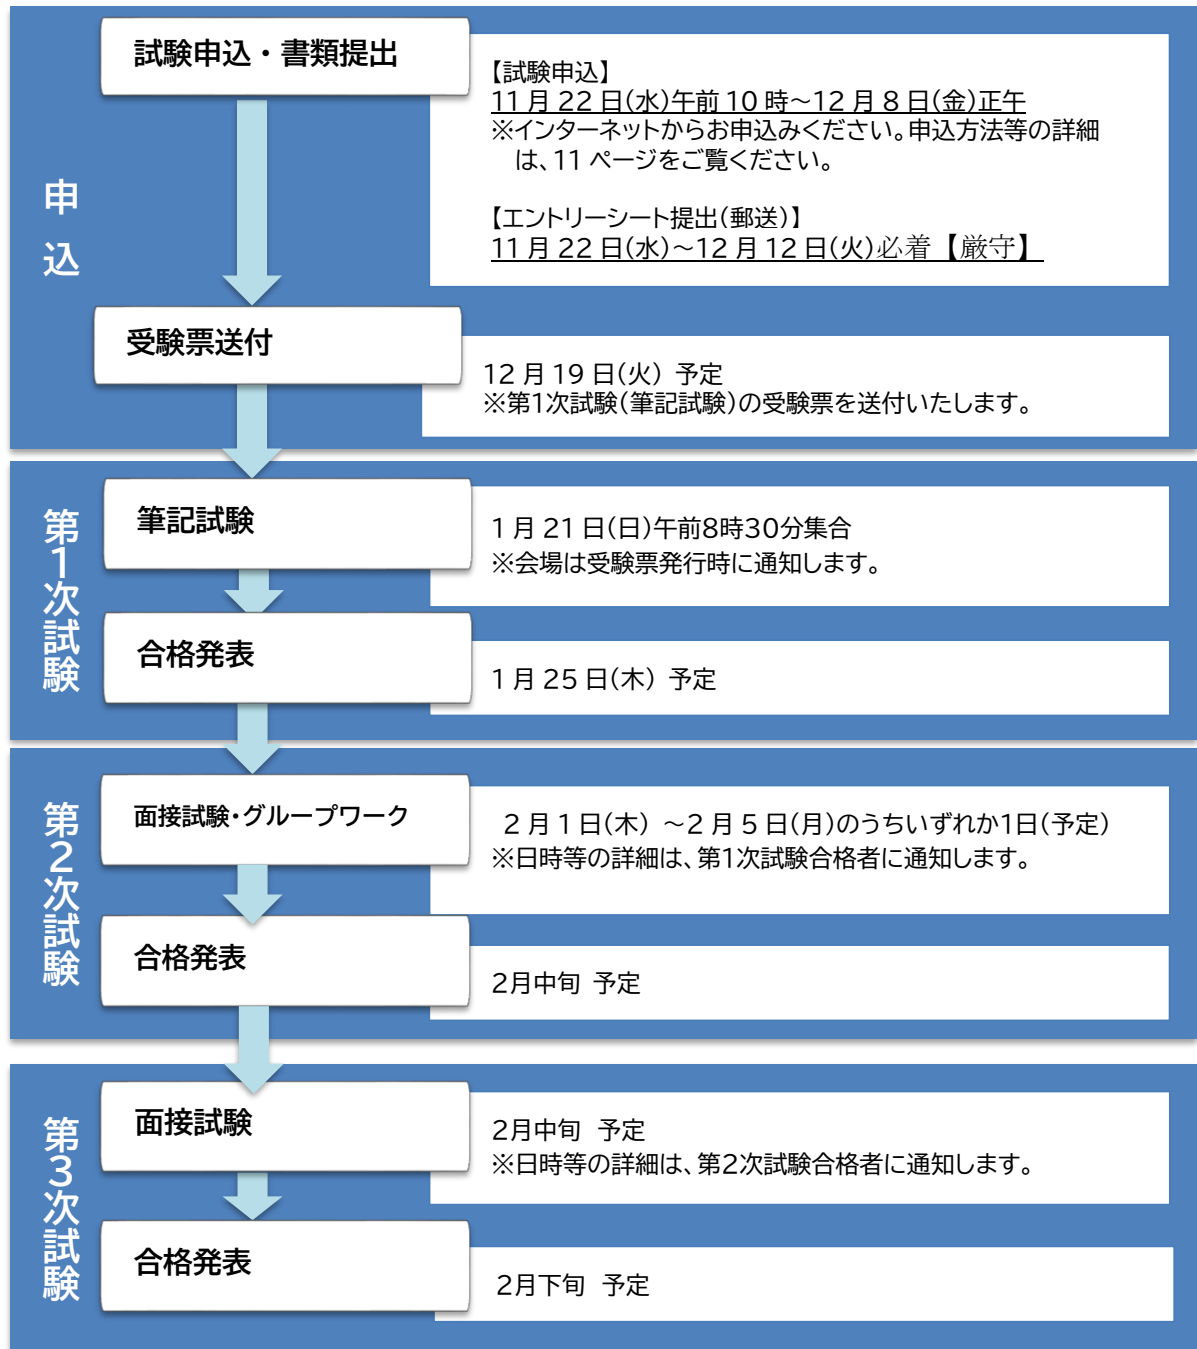 申込
試験申込・書類提出
【試験申込】
11月22日(水)午前10時～12月8日(金)正午
※インターネットからお申込みください。申込方法等の詳細
は、11ページをご覧ください。
【エントリーシート提出(郵送)】
11月22日(水)～12月12日(火)必着【厳守】
受験票送付
12月19日(火) 予定
※第1次試験(筆記試験)の受験票を送付いたします。
第1次試験
筆記試験
1月21日(日)午前8時30分集合
※会場は受験票発行時に通知します。
合格発表
1月25日(木) 予定
第2次試験
面接試験・グループワーク
2月1日(木) ～2月5日(月)のうちいずれか1日(予定)
※日時等の詳細は、第1次試験合格者に通知します。
合格発表
2月中旬 予定
第3次試験
面接試験
2月中旬 予定
※日時等の詳細は、第2次試験合格者に通知します。
合格発表
2月下旬 予定